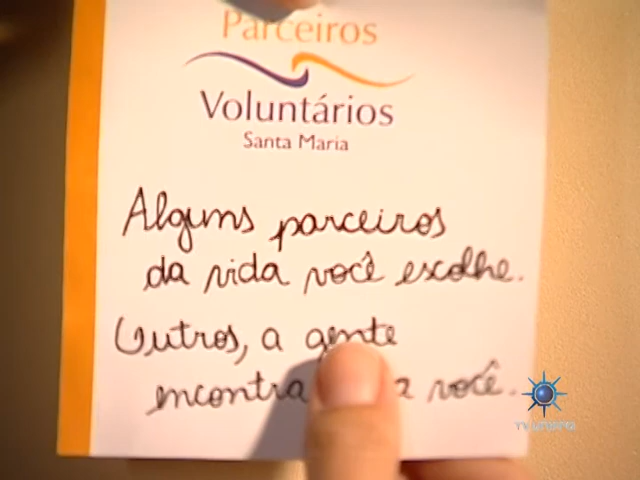 Parceiros
Voluntários
Santa Maria
Alguns parceiros
da vida você escolhe.
Outros, a gente
encontra você.